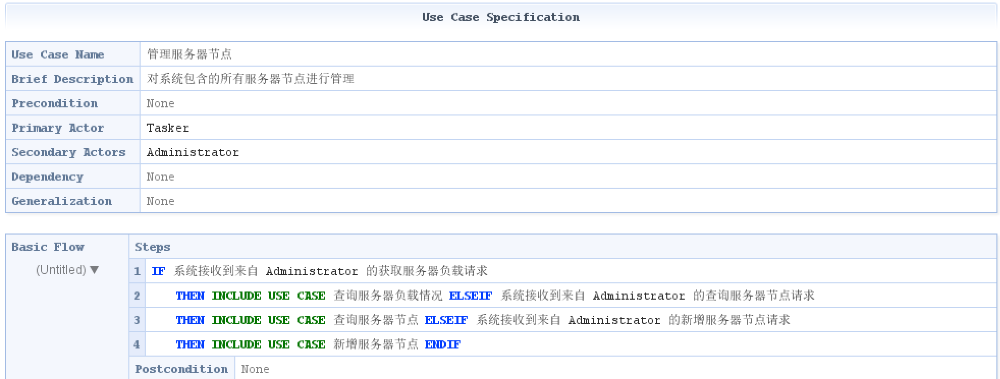 Use Case Specification
Use Case Name 管理服务器节点
Brief Description 对系统包含的所有服务器节点进行管理
Precondition None
Primary Actor Tasker
Secondary Actors Administrator
Dependency None
Generalization None
Basic Flow Steps
(Untitled) ▼ 1 IF 系统接收到来自 Administrator 的获取服务器负载请求
2 THEN INCLUDE USE CASE 查询服务器负载情况 ELSEIF 系统接收到来自 Administrator 的查询服务器节点请求
3 THEN INCLUDE USE CASE 查询服务器节点 ELSEIF 系统接收到来自 Administrator 的新增服务器节点请求
4 THEN INCLUDE USE CASE 新增服务器节点 ENDIF
Postcondition None